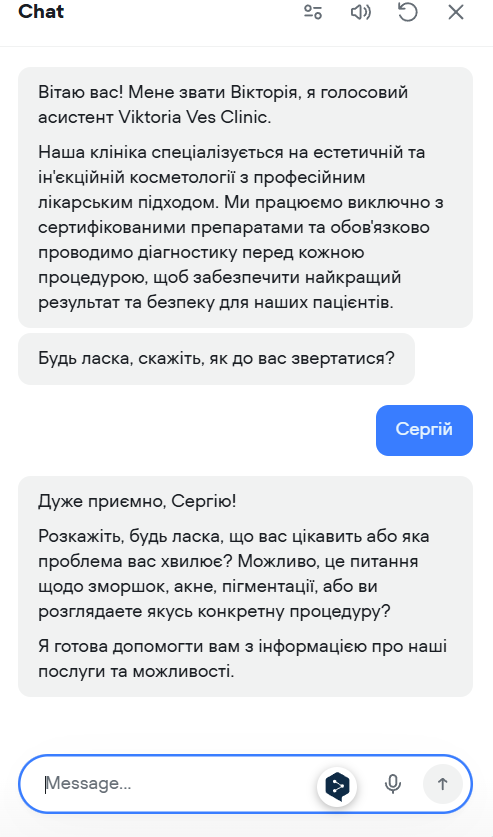 Chat
Вітаю вас! Мене звати Вікторія, я голосовий
асистент Viktoria Ves Clinic.
Наша клініка спеціалізується на естетичній та
ін'єкційній косметології з професійним
лікарським підходом. Ми працюємо виключно з
сертифікованими препаратами та обов'язково
проводимо діагностику перед кожною
процедурою, щоб забезпечити найкращий
результат та безпеку для наших пацієнтів.
Будь ласка, скажіть, як до вас звертатися?
Сергій
Дуже приємно, Сергію!
Розкажіть, будь ласка, що вас цікавить або яка
проблема вас хвилює? Можливо, це питання
щодо зморшок, акне, пігментації, або ви
розглядаєте якусь конкретну процедуру?
Я готова допомогти вам з інформацією про наші
послуги та можливості.
Message...